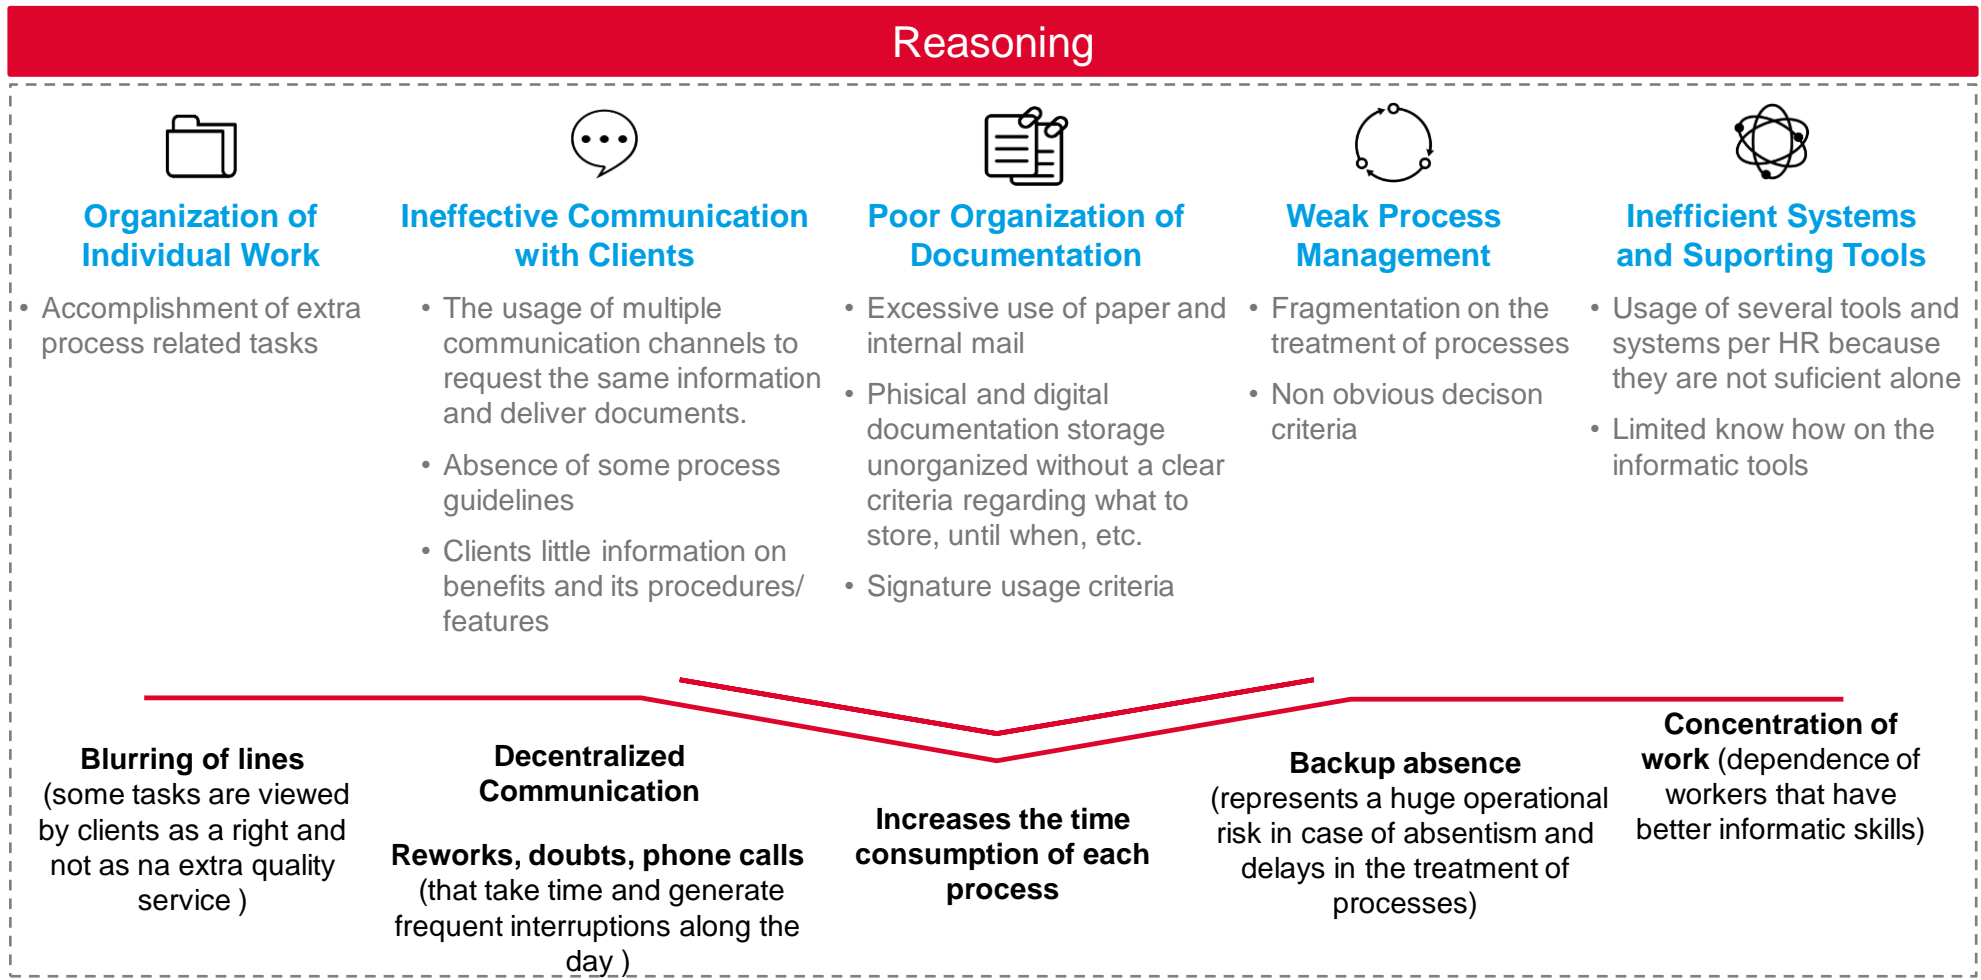 Reasoning
Organization of
Individual Work
• Accomplishment of extra
process related tasks
Ineffective Communication
with Clients
• The usage of multiple
communication channels to
request the same information
and deliver documents.
• Absence of some process
guidelines
• Clients little information on
benefits and its procedures/
features
Poor Organization of
Documentation
• Excessive use of paper and
internal mail
• Phisical and digital
documentation storage
unorganized without a clear
criteria regarding what to
store, until when, etc.
• Signature usage criteria
Weak Process
Management
• Fragmentation on the
treatment of processes
• Non obvious decison
criteria
Inefficient Systems
and Suporting Tools
• Usage of several tools and
systems per HR because
they are not suficient alone
• Limited know how on the
informatic tools
Blurring of lines
(some tasks are viewed
by clients as a right and
not as na extra quality
service )
Decentralized
Communication
Reworks, doubts, phone calls
(that take time and generate
frequent interruptions along the
day )
Increases the time
consumption of each
process
Backup absence
(represents a huge operational
risk in case of absentism and
delays in the treatment of
processes)
Concentration of
work (dependence of
workers that have
better informatic skills)